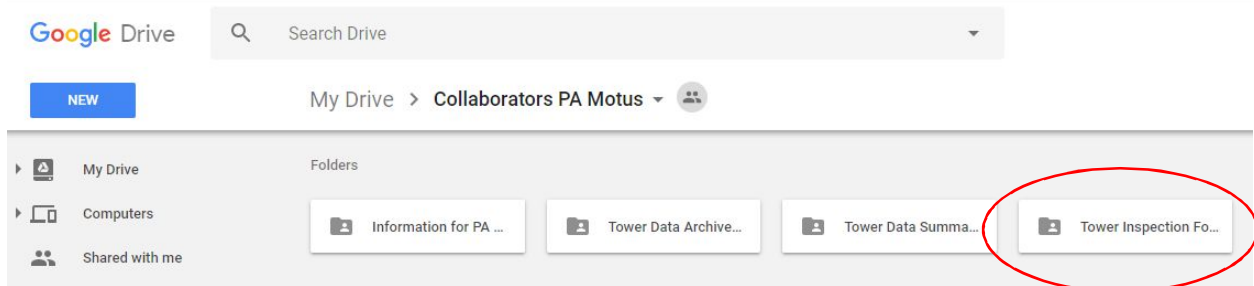 Google Drive
Search Drive
NEW
My Drive > Collaborators PA Motus
My Drive
Folders
Computers
Information for PA ...
Tower Data Archive...
Tower Data Summa...
Tower Inspection Fo...
Shared with me